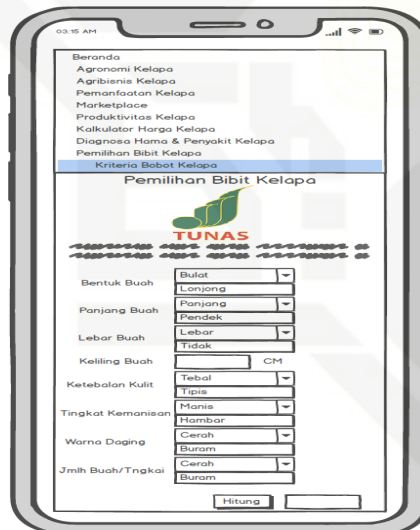 03:15 AM
Beranda
Agronomi Kelapa
Agribisnis Kelapa
Pemanfaatan Kelapa
Marketplace
Produktivitas Kelapa
Kalkulator Harga Kelapa
Diagnosa Hama & Penyakit Kelapa
Pemilihan Bibit Kelapa
Kriteria Bobot Kelapa
Pemilihan Bibit Kelapa
TUNAS
Bentuk Buah Bulat
Lonjong
Panjang Buah Panjang
Pendek
Lebar Buah Lebar
Tidak
Keliling Buah CM
Ketebalan Kulit Tebal
Tipis
Tingkat Kemanisan Manis
Hambar
Warna Daging Cerah
Buram
Jmlh Buah/Tngkai Cerah
Buram
Hitung